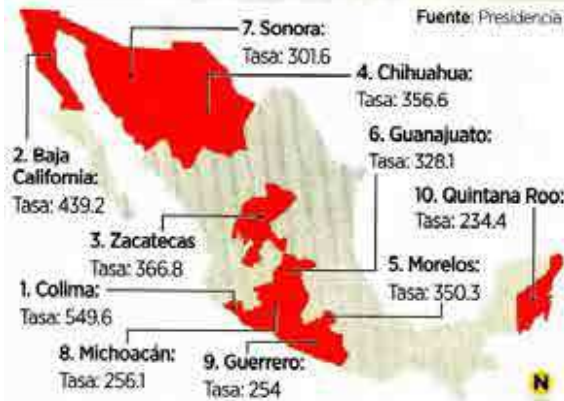 7. Sonora:
Tasa: 301.6
Fuente: Presidencia
4. Chihuahua:
Tasa: 356.6
6. Guanajuato:
Tasa: 328.1
2. Baja
California:
Tasa: 439.2
10. Quintana Roo:
Tasa: 234.4
3. Zacatecas
Tasa: 366.8
5. Morelos:
Tasa: 350.3
1. Colima:
Tasa: 549.6
8. Michoacán:
Tasa: 256.1
9. Guerrero:
Tasa: 254
N